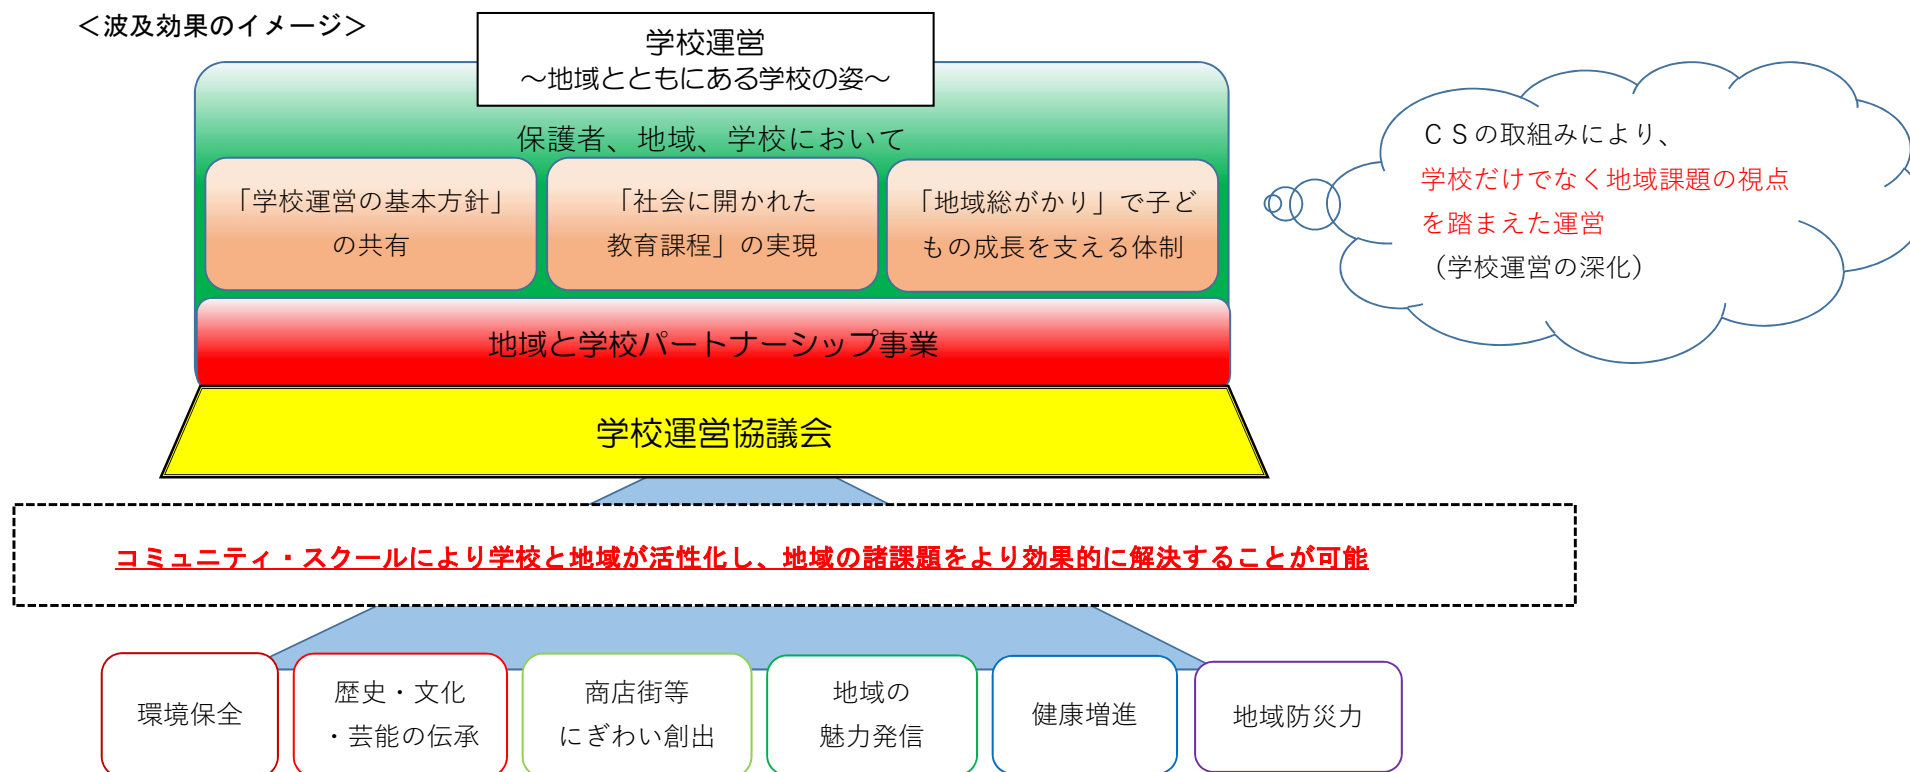 ＜波及効果のイメージ＞
学校運営
～地域とともにある学校の姿～
保護者、地域、学校において
「学校運営の基本方針」
の共有
「社会に開かれた
教育課程」の実現
「地域総がかり」で子ど
もの成長を支える体制
ＣＳの取組みにより、
学校だけでなく地域課題の視点
を踏まえた運営
（学校運営の深化）
地域と学校パートナーシップ事業
学校運営協議会
コミュニティ・スクールにより学校と地域が活性化し、地域の諸課題をより効果的に解決することが可能
環境保全
歴史・文化
・芸能の伝承
商店街等
にぎわい創出
地域の
魅力発信
健康増進
地域防災力